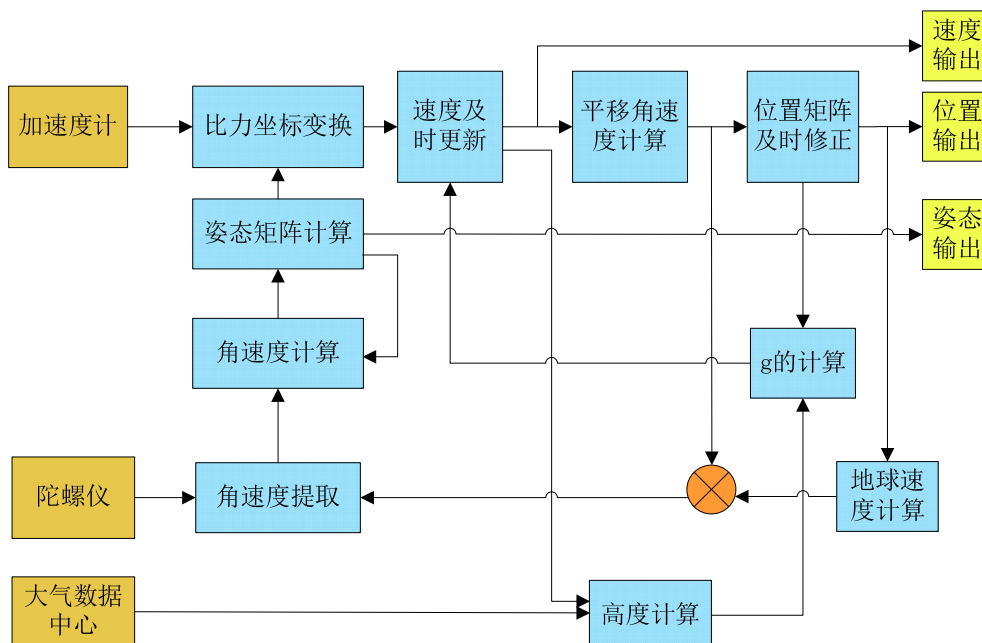 速度
输出
加速度计
比力坐标变换
速度及
时更新
平移角速
度计算
位置矩阵
及时修正
位置
输出
姿态矩阵计算
姿态
输出
角速度计算
g的计算
陀螺仪
角速度提取
地球速
度计算
大气数据
中心
高度计算